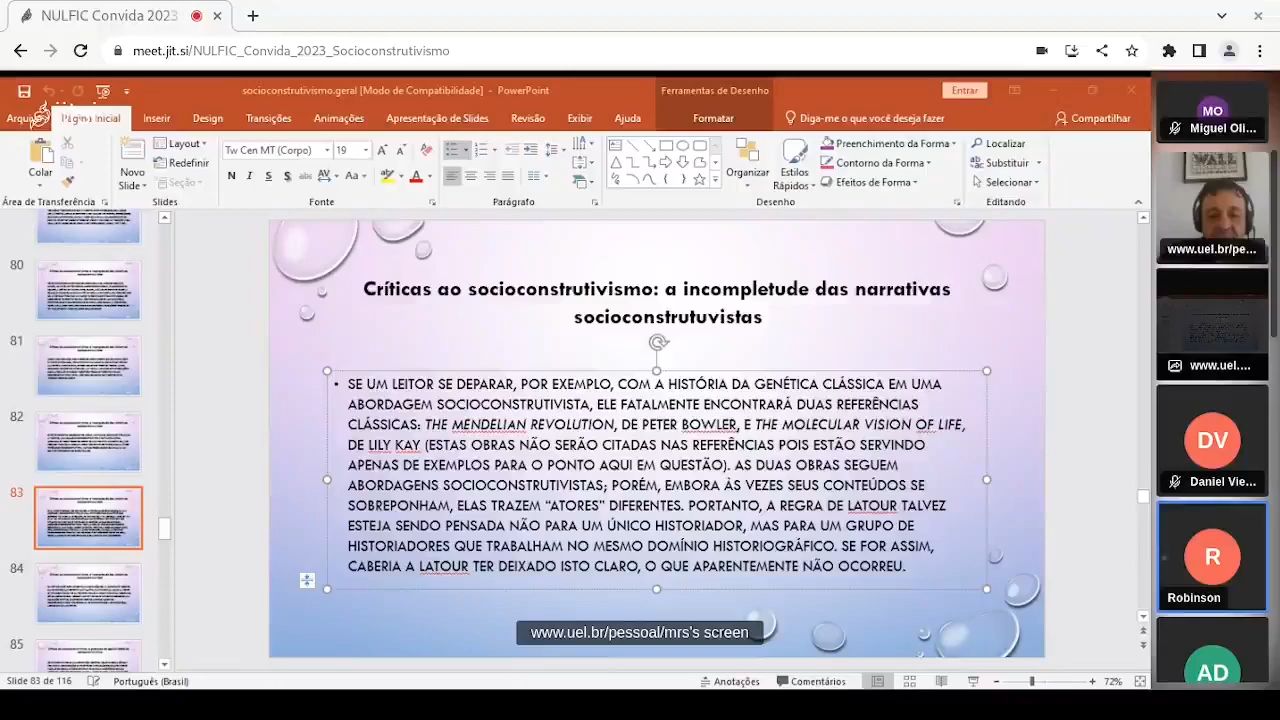 NULFIC Convida 2023
meet.jit.si/NULFIC_Convida_2023_Socioconstrutivismo
socioconstrutivismo.geral [Modo de Compatibilidade] - PowerPoint
Ferramentas de Desenho
Entrar
Página Inicial
Inserir
Design
Transições
Animações
Apresentação de Slides
Revisão
Exibir
Ajuda
Formatar
Diga-me o que você deseja fazer
Compartilhar
Colar
Novo
Slide
Layout
Redefinir
Seção
Tw Cen MT (Corpo)
19
N I S S abc AV Aa
Organizar
Estilos
Rápidos
Preenchimento da Forma
Contorno da Forma
Efeitos de Forma
Localizar
Substituir
Selecionar
Área de Transferência
Slides
Fonte
Parágrafo
Desenho
Editando
80
81
82
83
84
85
Críticas ao socioconstrutivismo: a incompletude das narrativas
socioconstrutuvistas
• SE UM LEITOR SE DEPARAR, POR EXEMPLO, COM A HISTÓRIA DA GENÉTICA CLÁSSICA EM UMA
ABORDAGEM SOCIOCONSTRUTIVISTA, ELE FATALMENTE ENCONTRARÁ DUAS REFERÊNCIAS
CLÁSSICAS: THE MENDELIAN REVOLUTION, DE PETER BOWLER, E THE MOLECULAR VISION OF LIFE,
DE LILY KAY (ESTAS OBRAS NÃO SERÃO CITADAS NAS REFERÊNCIAS, POIS ESTÃO SERVINDO
APENAS DE EXEMPLOS PARA O PONTO AQUI EM QUESTÃO). AS DUAS OBRAS SEGUEM
ABORDAGENS SOCIOCONSTRUTIVISTAS; PORÉM, EMBORA ÀS VEZES SEUS CONTEÚDOS SE
SOBREPONHAM, ELAS TRAZEM "ATORES" DIFERENTES. PORTANTO, A REGRA DE LATOUR TALVEZ
ESTEJA SENDO PENSADA NÃO PARA UM ÚNICO HISTORIADOR, MAS PARA UM GRUPO DE
HISTORIADORES QUE TRABALHAM NO MESMO DOMÍNIO HISTORIOGRÁFICO. SE FOR ASSIM,
CABERIA A LATOUR TER DEIXADO ISTO CLARO, O QUE APARENTEMENTE NÃO OCORREU.
www.uel.br/pessoal/mrs's screen
Slide 83 de 116
Português (Brasil)
Anotações
Comentários
72%
MO
Miguel Oli...
www.uel.br/pe...
www.uel....
DV
Daniel Vie...
R
Robinson
AD